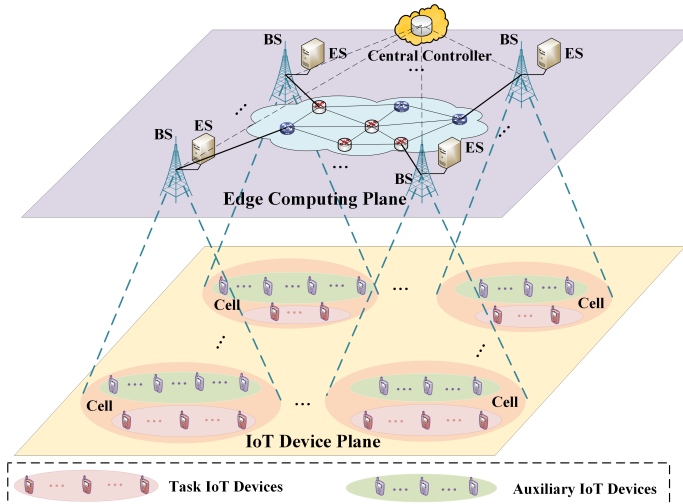 BS
ES
Central Controller
BS
ES
BS
ES
ES
BS
Edge Computing Plane
Cell
Cell
Cell
Cell
IoT Device Plane
Task IoT Devices
Auxiliary IoT Devices